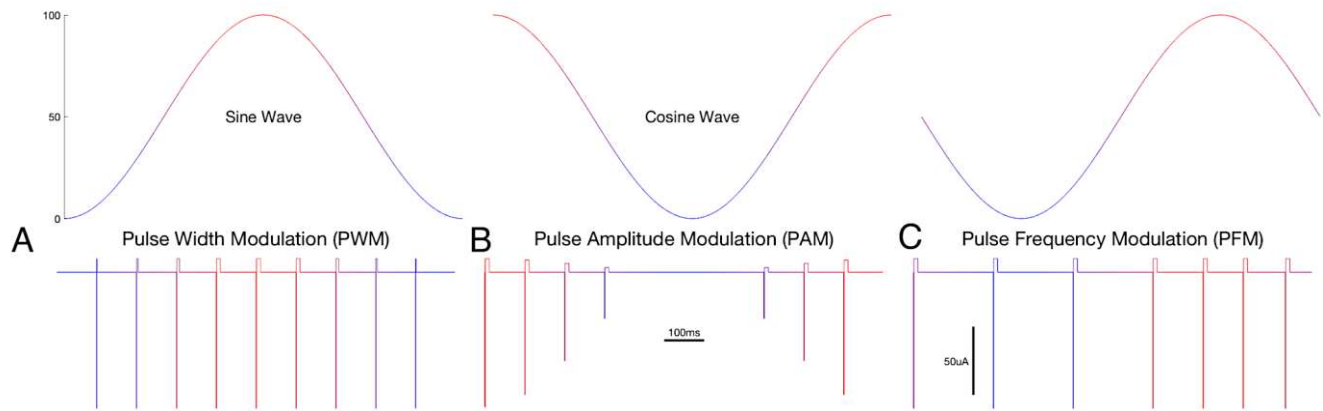 100
50
0
Sine Wave
Cosine Wave
A
Pulse Width Modulation (PWM)
B
Pulse Amplitude Modulation (PAM)
C
Pulse Frequency Modulation (PFM)
100ms
50uA